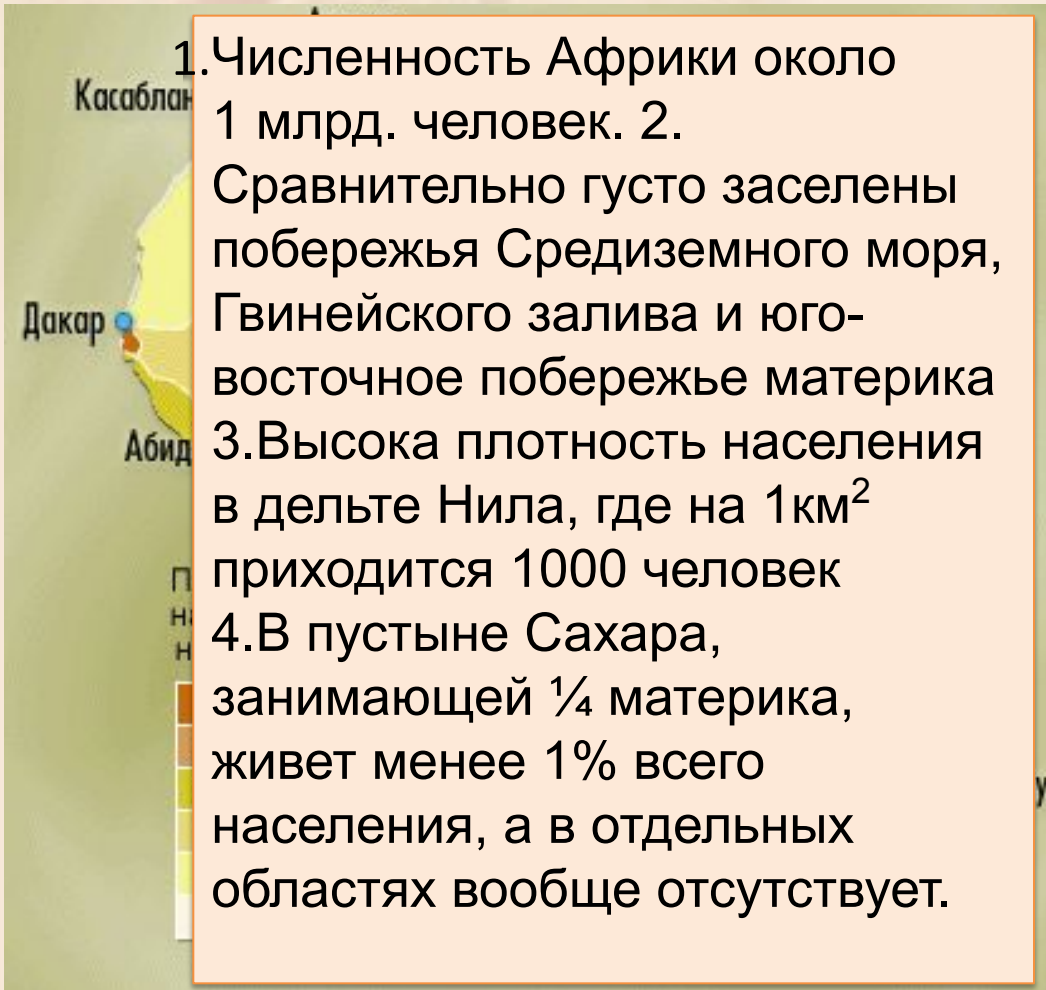 1.Численность Африки около
1 млрд. человек. 2.
Сравнительно густо заселены
побережья Средиземного моря,
Гвинейского залива и юго-
восточное побережье материка
3.Высока плотность населения
в дельте Нила, где на 1км²
приходится 1000 человек
4.В пустыне Сахара,
занимающей ¼ материка,
живет менее 1% всего
населения, а в отдельных
областях вообще отсутствует.
Касаблан
Дакар
Абид